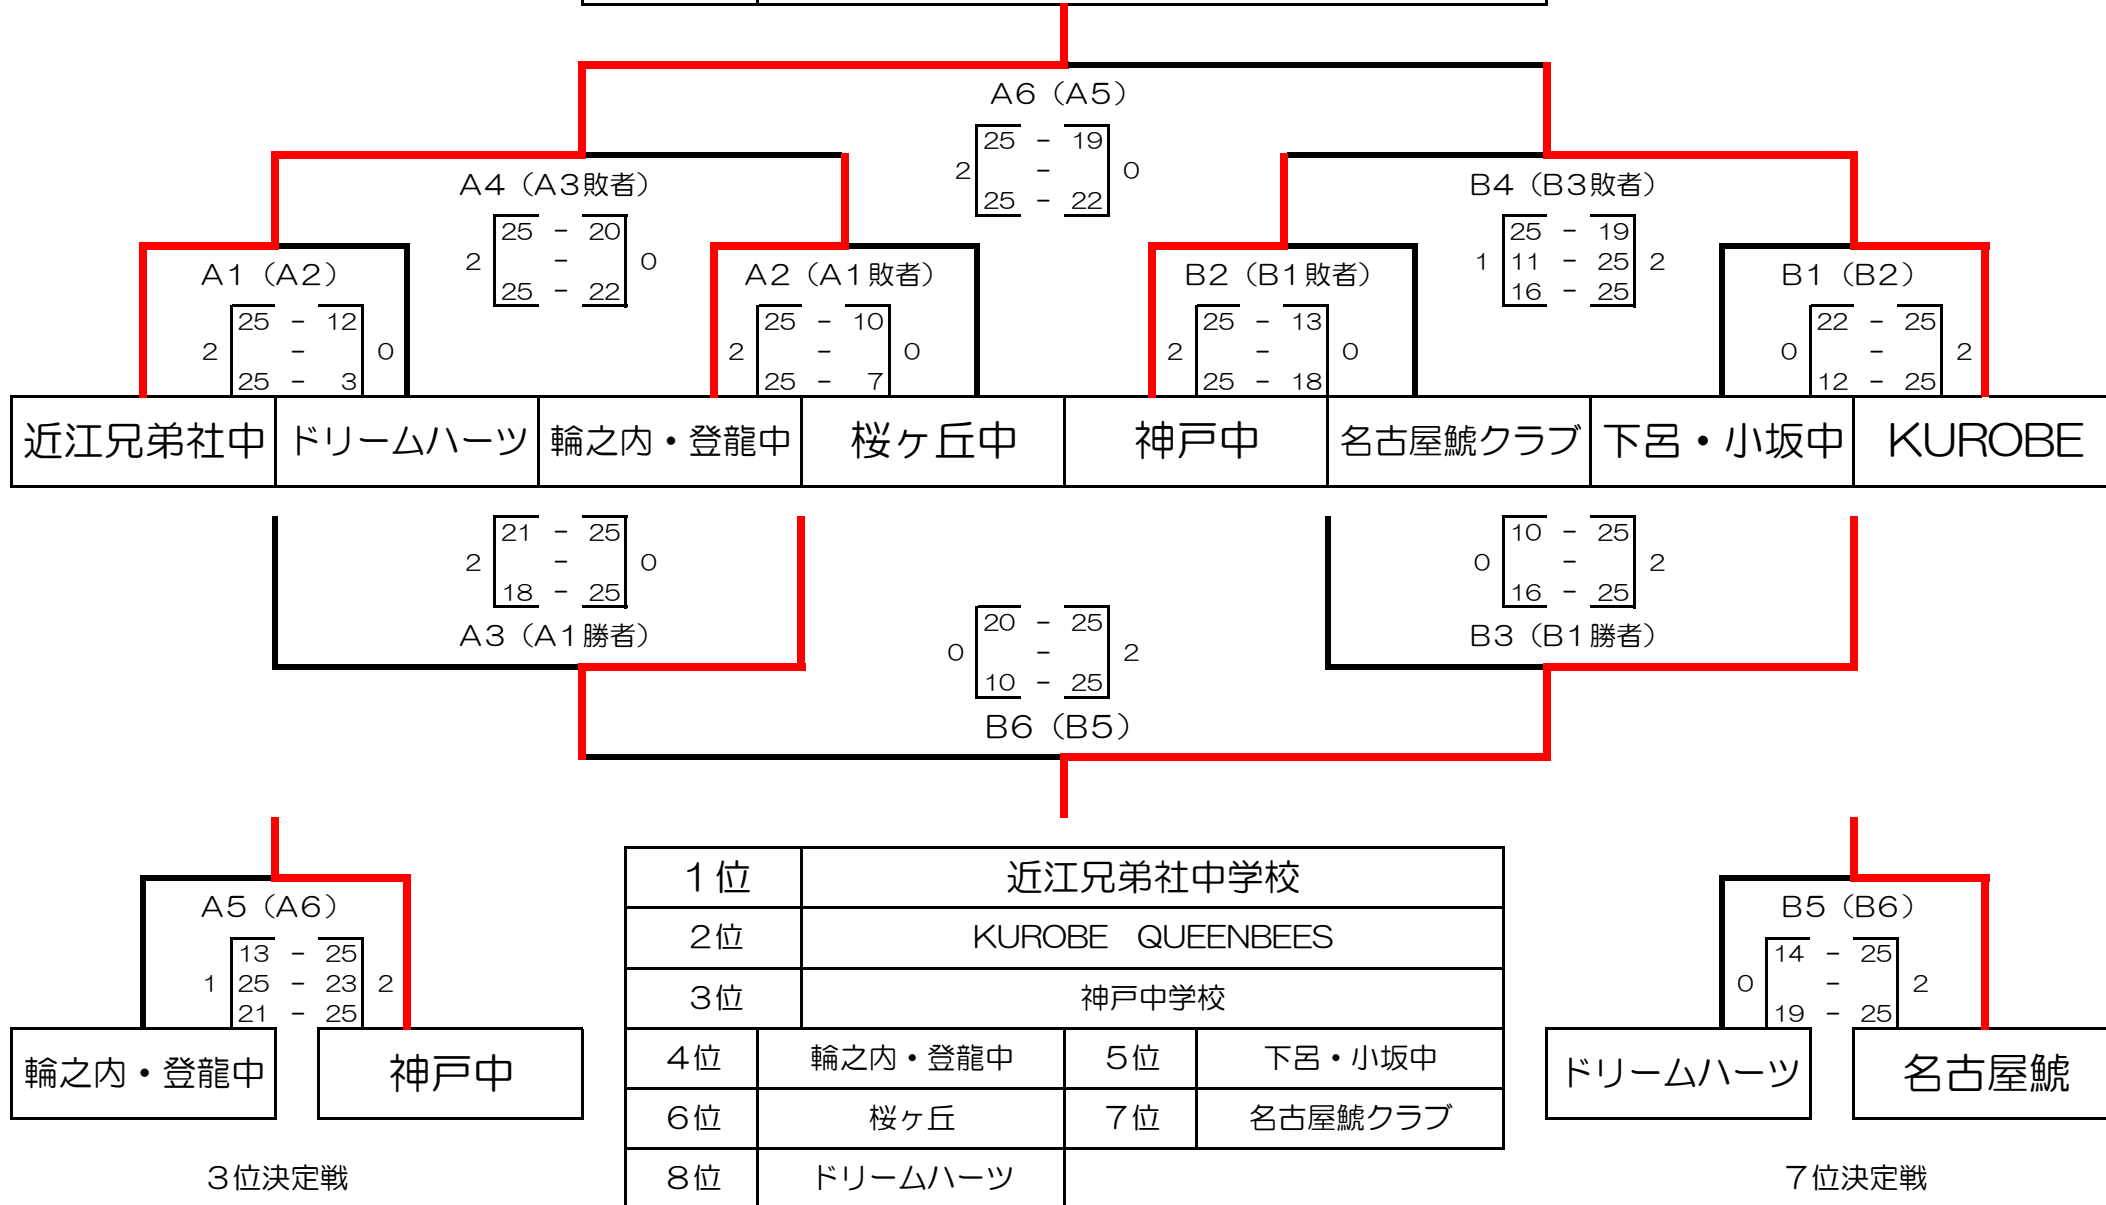 A6（A5）
25 - 19
2 - 0
25 - 22
A4（A3敗者）
25 - 20
2 - 0
25 - 22
B4（B3敗者）
25 - 19
1 11 - 25 2
16 - 25
A1（A2）
25 - 12
2 - 0
25 - 3
A2（A1敗者）
25 - 10
2 - 0
25 - 7
B2（B1敗者）
25 - 13
2 - 0
25 - 18
B1（B2）
22 - 25
0 - 2
12 - 25
近江兄弟社中 ドリームハーツ 輪之内・登龍中 桜ヶ丘中 神戸中 名古屋鯱クラブ 下呂・小坂中 KUROBE
21 - 25
2 - 0
18 - 25
A3（A1勝者）
10 - 25
0 - 2
16 - 25
B3（B1勝者）
20 - 25
0 - 2
10 - 25
B6（B5）
A5（A6）
13 - 25
1 25 - 23 2
21 - 25
輪之内・登龍中 神戸中
3位決定戦
1位 近江兄弟社中学校
2位 KUROBE　QUEENBEES
3位 神戸中学校
4位 輪之内・登龍中 5位 下呂・小坂中
6位 桜ヶ丘 7位 名古屋鯱クラブ
8位 ドリームハーツ
B5（B6）
14 - 25
0 - 2
19 - 25
ドリームハーツ 名古屋鯱
7位決定戦